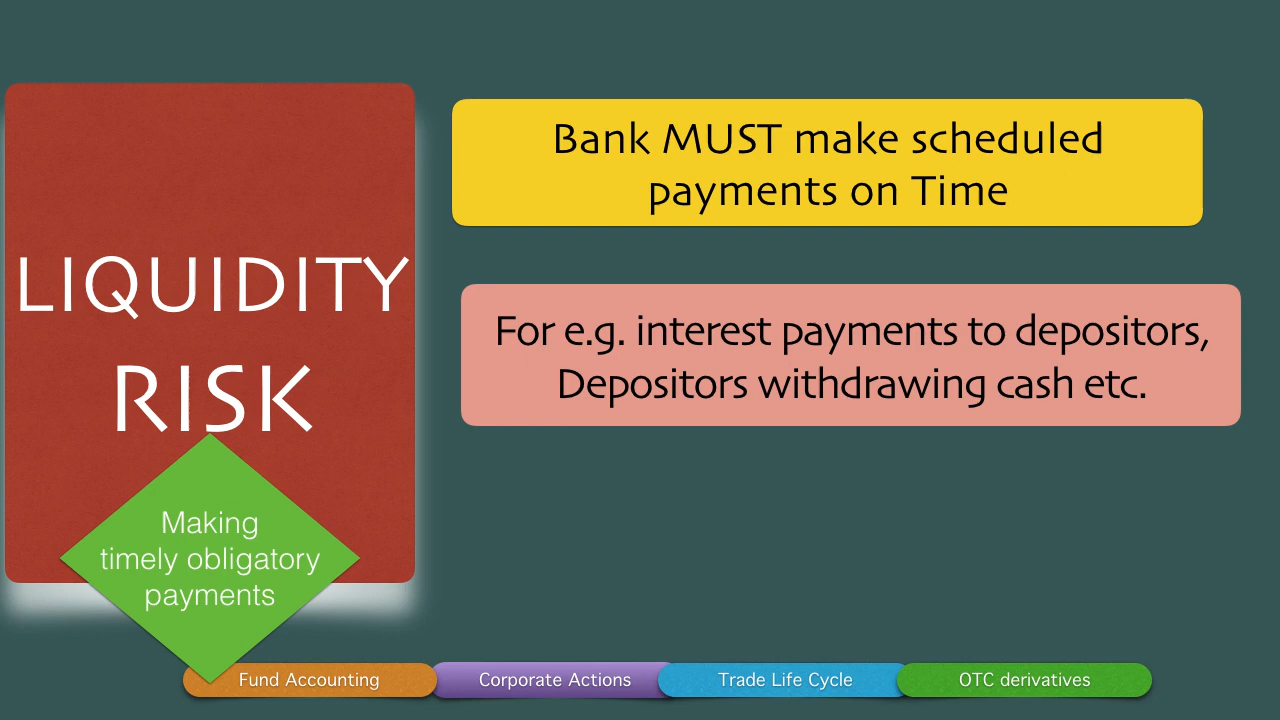 LIQUIDITY
RISK
Making
timely obligatory
payments
Bank MUST make scheduled
payments on Time
For e.g. interest payments to depositors,
Depositors withdrawing cash etc.
Fund Accounting
Corporate Actions
Trade Life Cycle
OTC derivatives